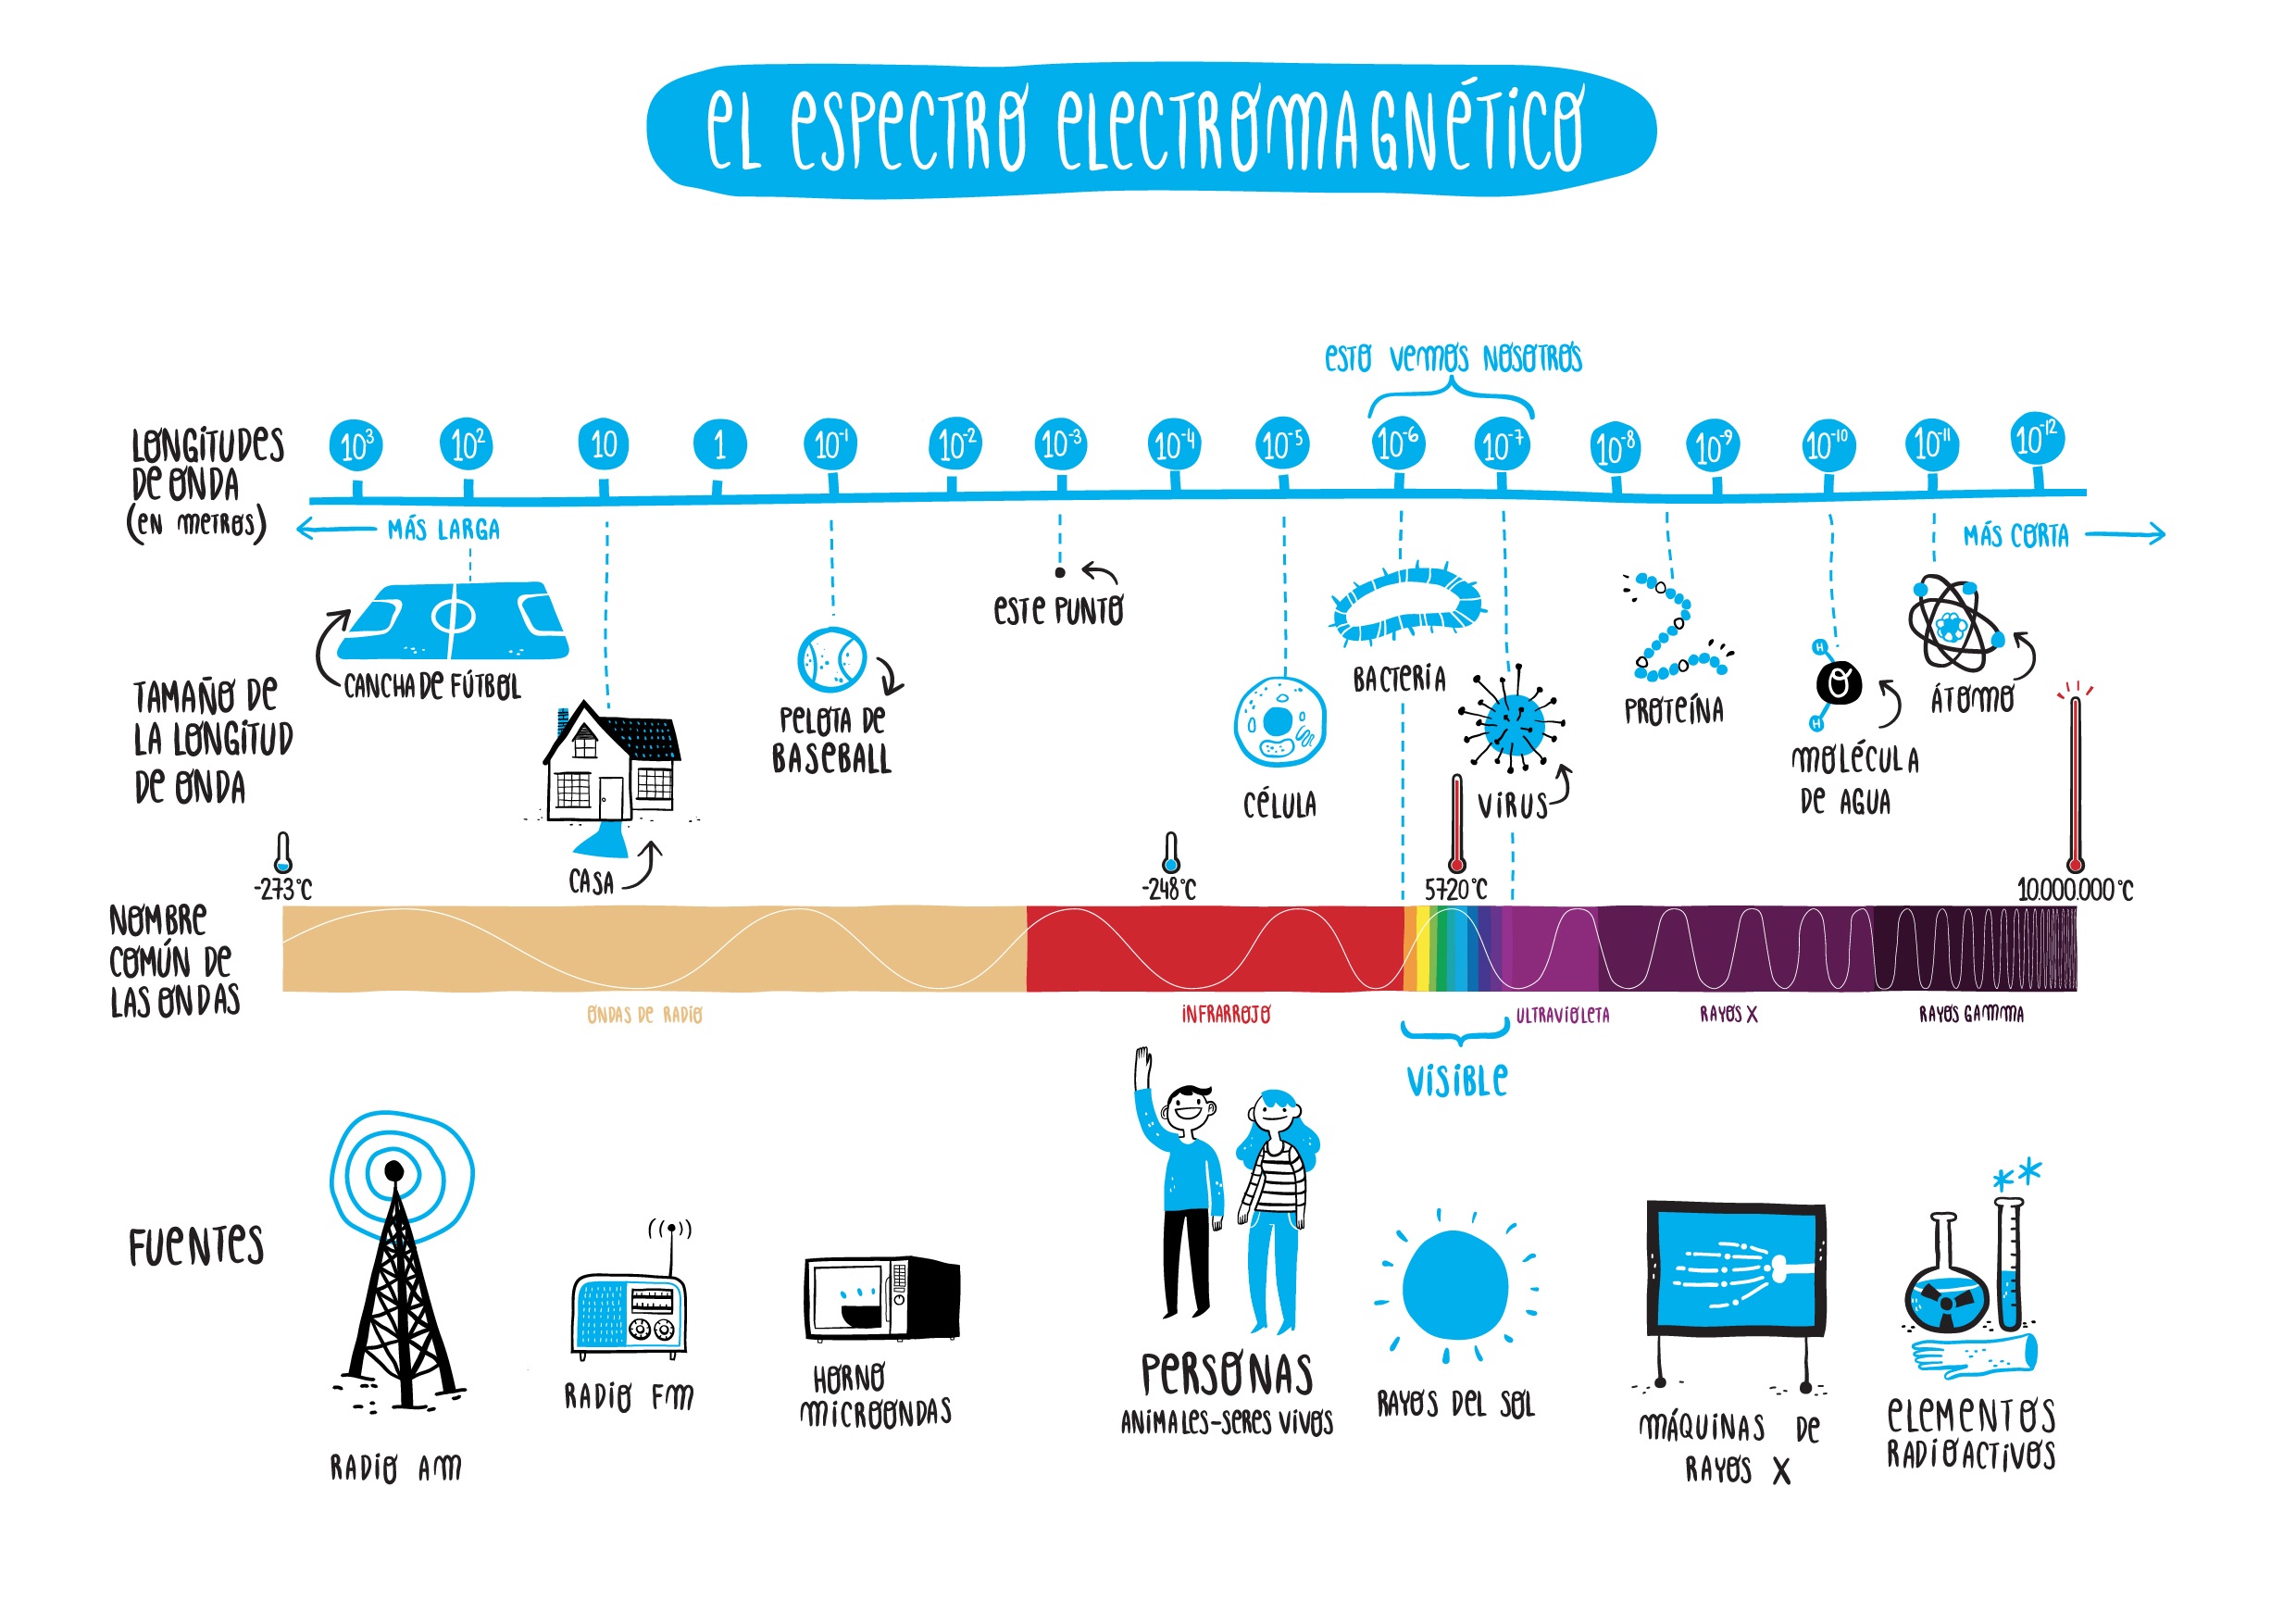 EL ESPECTRO ELECTROMAGNÉTICO
ESTO VEMOS NOSOTROS
LONGITUDES
DE ONDA
(EN METROS)
10³ 10² 10 1 10⁻¹ 10⁻² 10⁻³ 10⁻⁴ 10⁻⁵ 10⁻⁶ 10⁻⁷ 10⁻⁸ 10⁻⁹ 10⁻¹⁰ 10⁻¹¹ 10⁻¹²
MÁS LARGA
MÁS CORTA
TAMAÑO DE
LA LONGITUD
DE ONDA
CANCHA DE FÚTBOL
CASA
PELOTA DE
BASEBALL
ESTE PUNTO
CÉLULA
BACTERIA
VIRUS
PROTEÍNA
H
O
H
MOLÉCULA
DE AGUA
ÁTOMO
-273°C
-248°C
5720°C
10.000.000°C
NOMBRE
COMÚN DE
LAS ONDAS
ONDAS DE RADIO
INFRARROJO
VISIBLE
ULTRAVIOLETA
RAYOS X
RAYOS GAMMA
FUENTES
RADIO AM
RADIO FM
HORNO
MICROONDAS
PERSONAS
ANIMALES-SERES VIVOS
RAYOS DEL SOL
MÁQUINAS DE
RAYOS X
ELEMENTOS
RADIOACTIVOS